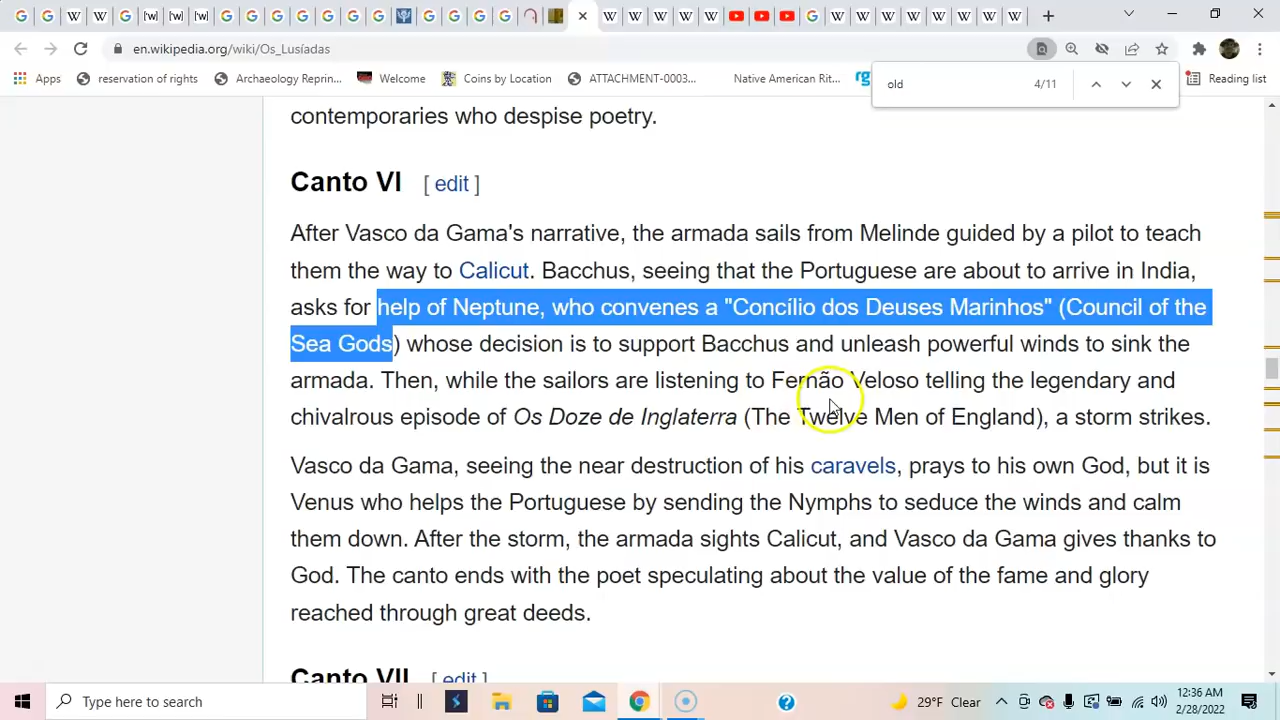 en.wikipedia.org/wiki/Os_Lusíadas
Apps
reservation of rights
Archaeology Reprin...
Welcome
Coins by Location
ATTACHMENT-0003...
Native American Rit...
Reading list
old
4/11
contemporaries who despise poetry.
Canto VI [ edit ]
After Vasco da Gama's narrative, the armada sails from Melinde guided by a pilot to teach
them the way to Calicut. Bacchus, seeing that the Portuguese are about to arrive in India,
asks for help of Neptune, who convenes a "Concílio dos Deuses Marinhos" (Council of the
Sea Gods) whose decision is to support Bacchus and unleash powerful winds to sink the
armada. Then, while the sailors are listening to Fernão Veloso telling the legendary and
chivalrous episode of Os Doze de Inglaterra (The Twelve Men of England), a storm strikes.
Vasco da Gama, seeing the near destruction of his caravels, prays to his own God, but it is
Venus who helps the Portuguese by sending the Nymphs to seduce the winds and calm
them down. After the storm, the armada sights Calicut, and Vasco da Gama gives thanks to
God. The canto ends with the poet speculating about the value of the fame and glory
reached through great deeds.
Canto VII [ edit ]
Type here to search
29°F Clear
12:36 AM
2/28/2022